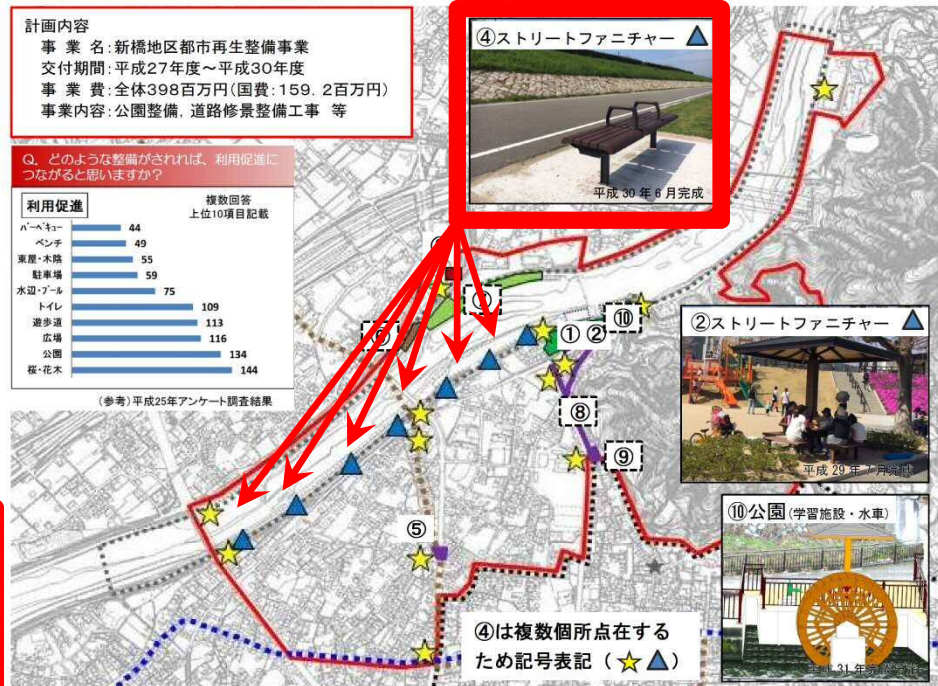 計画内容
事 業 名:新橋地区都市再生整備事業
交付期間:平成27年度～平成30年度
事 業 費:全体398百万円(国費:159. 2百万円)
事業内容:公園整備, 道路修景整備工事 等
Q. どのような整備がされれば、利用促進に
つながると思いますか？
利用促進
複数回答
上位10項目記載
バーベキュー 44
ベンチ 49
東屋・木陰 55
駐車場 59
水辺・プール 75
トイレ 109
遊歩道 113
広場 116
公園 134
桜・花木 144
(参考)平成25年アンケート調査結果
④ストリートファニチャー
平成 30 年 6 月完成
⑩
① ②
②ストリートファニチャー
平成 29 年 7 月完成
⑧
⑨
⑤
⑩公園(学習施設・水車)
平成 31 年完成予定
④は複数個所点在する
ため記号表記（ ）